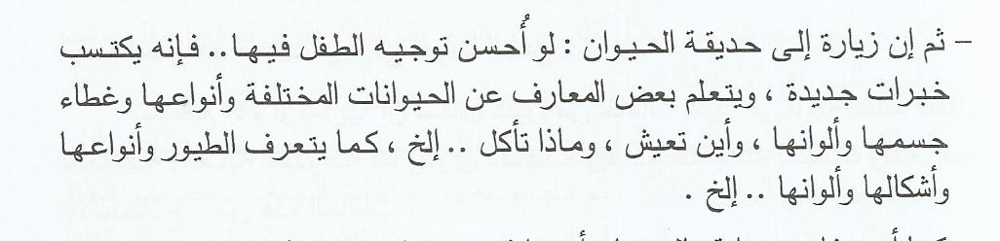 – ثم إن زيارة إلى حديقة الحيوان : لو أُحسن توجيه الطفل فيها.. فإنه يكتسب
خبرات جديدة ، ويتعلم بعض المعارف عن الحيوانات المختلفة وأنواعها وغطاء
جسمها وألوانها ، وأين تعيش ، وماذا تأكل .. إلخ ، كما يتعرف الطيور وأنواعها
وأشكالها وألوانها .. إلخ .